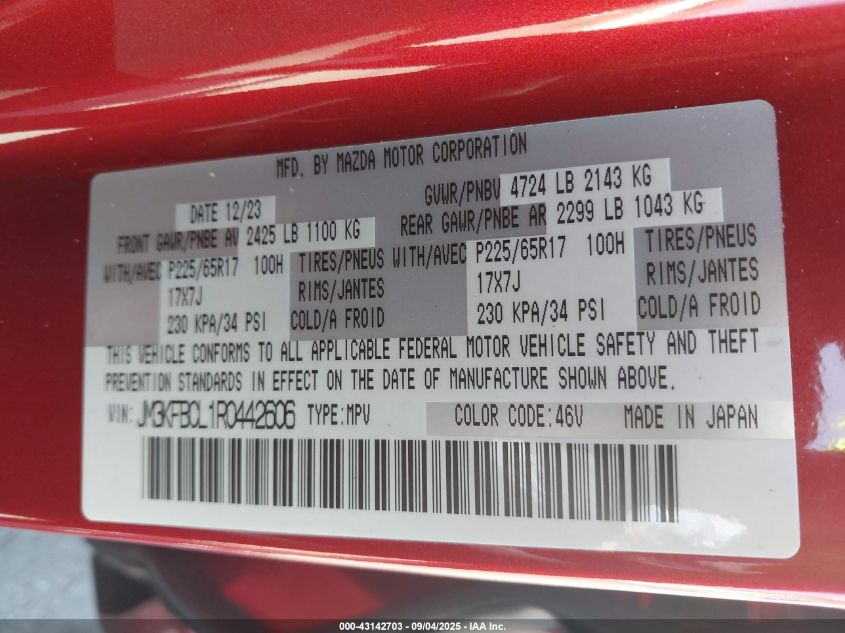 MFD. BY MAZDA MOTOR CORPORATION
DATE 12/23 GVWR/PNBV 4724 LB 2143 KG
FRONT GAWR/PNBE AV 2425 LB 1100 KG REAR GAWR/PNBE AR 2299 LB 1043 KG
WITH/AVEC P225/65R17 100H TIRES/PNEUS WITH/AVEC P225/65R17 100H TIRES/PNEUS
17X7J RIMS/JANTES 17X7J RIMS/JANTES
230 KPA/34 PSI COLD/A FROID 230 KPA/34 PSI COLD/A FROID
THIS VEHICLE CONFORMS TO ALL APPLICABLE FEDERAL MOTOR VEHICLE SAFETY AND THEFT
PREVENTION STANDARDS IN EFFECT ON THE DATE OF MANUFACTURE SHOWN ABOVE.
VIN: JM3KFBCL1R0442606 TYPE:MPV COLOR CODE:46V MADE IN JAPAN
000-43142703 - 09/04/2025 - IAA Inc.